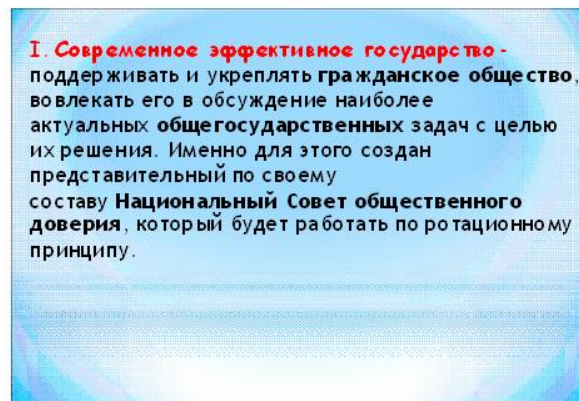 I. Современное эффективное государство -
поддерживать и укреплять гражданское общество,
вовлекать его в обсуждение наиболее
актуальных общегосударственных задач с целью
их решения. Именно для этого создан
представительный по своему
составу Национальный Совет общественного
доверия, который будет работать по ротационному
принципу.